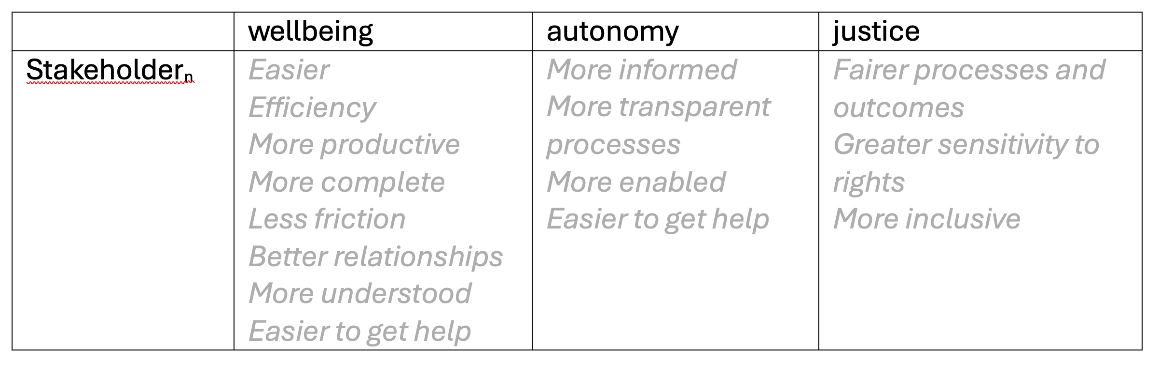 wellbeing
autonomy
justice
Stakeholderₙ
Easier
Efficiency
More productive
More complete
Less friction
Better relationships
More understood
Easier to get help
More informed
More transparent
processes
More enabled
Easier to get help
Fairer processes and
outcomes
Greater sensitivity to
rights
More inclusive